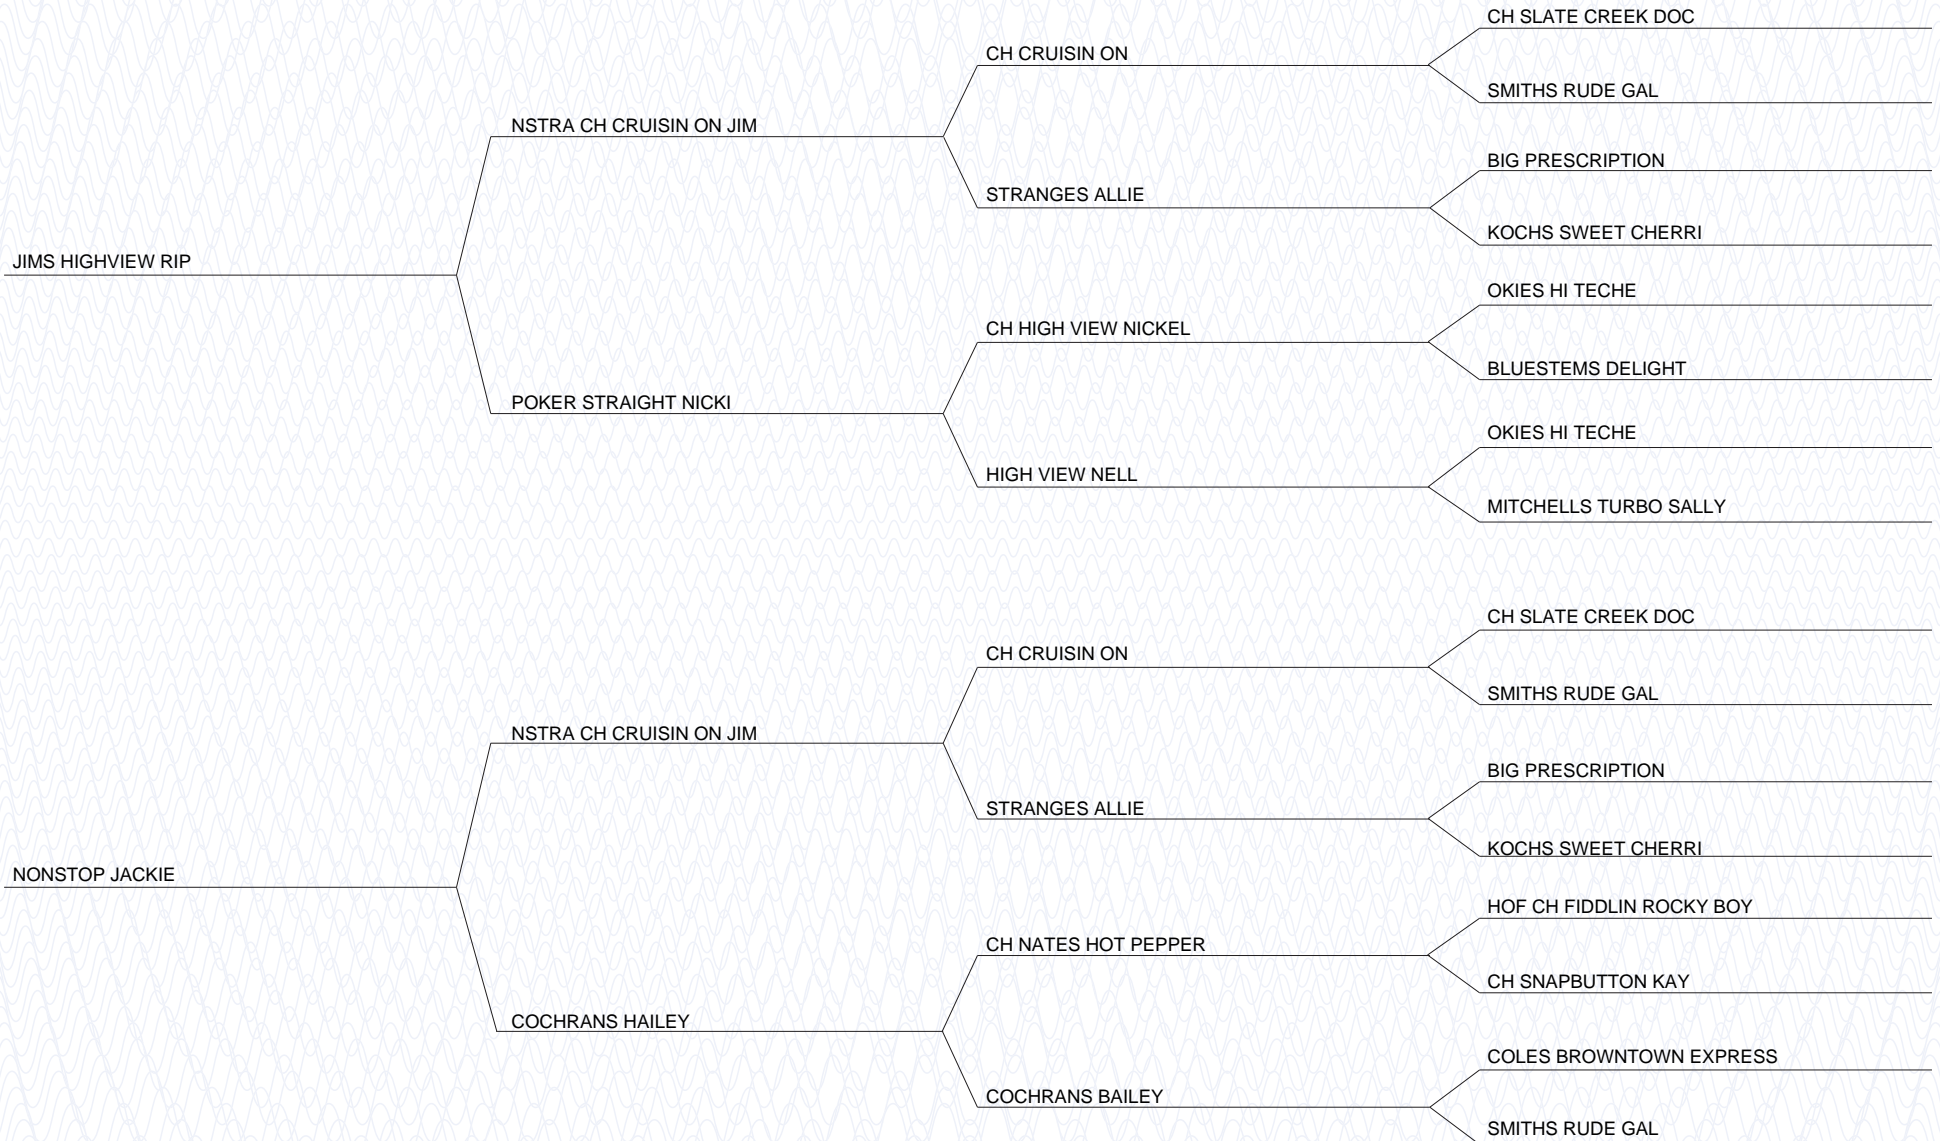 CH SLATE CREEK DOC
CH CRUISIN ON
SMITHS RUDE GAL
NSTRA CH CRUISIN ON JIM
BIG PRESCRIPTION
STRANGES ALLIE
KOCHS SWEET CHERRI
JIMS HIGHVIEW RIP
OKIES HI TECHE
CH HIGH VIEW NICKEL
BLUESTEMS DELIGHT
POKER STRAIGHT NICKI
OKIES HI TECHE
HIGH VIEW NELL
MITCHELLS TURBO SALLY
CH SLATE CREEK DOC
CH CRUISIN ON
SMITHS RUDE GAL
NSTRA CH CRUISIN ON JIM
BIG PRESCRIPTION
STRANGES ALLIE
KOCHS SWEET CHERRI
NONSTOP JACKIE
HOF CH FIDDLIN ROCKY BOY
CH NATES HOT PEPPER
CH SNAPBUTTON KAY
COCHRANS HAILEY
COLES BROWNTOWN EXPRESS
COCHRANS BAILEY
SMITHS RUDE GAL